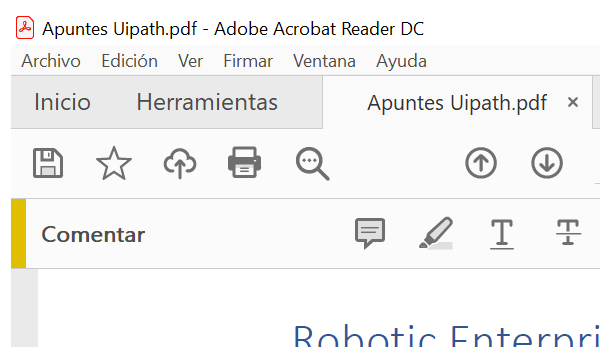 Apuntes Uipath.pdf - Adobe Acrobat Reader DC
Archivo Edición Ver Firmar Ventana Ayuda
Inicio Herramientas Apuntes Uipath.pdf ×
Comentar T T
Robotic Enterpri